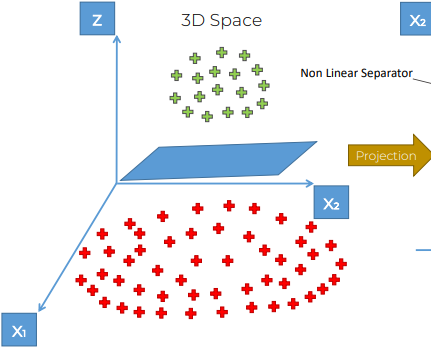 Z
3D Space
X₂
Non Linear Separator
Projection
X₂
X₁